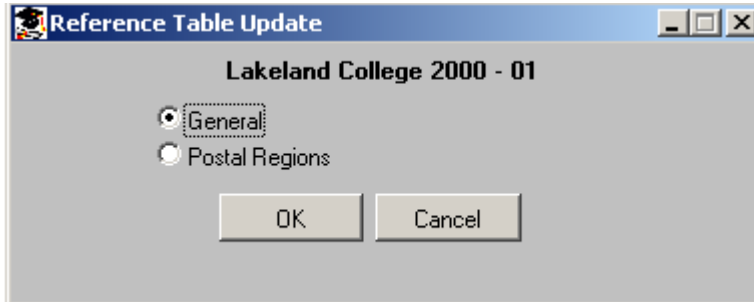 Reference Table Update
Lakeland College 2000 - 01
General
Postal Regions
OK Cancel